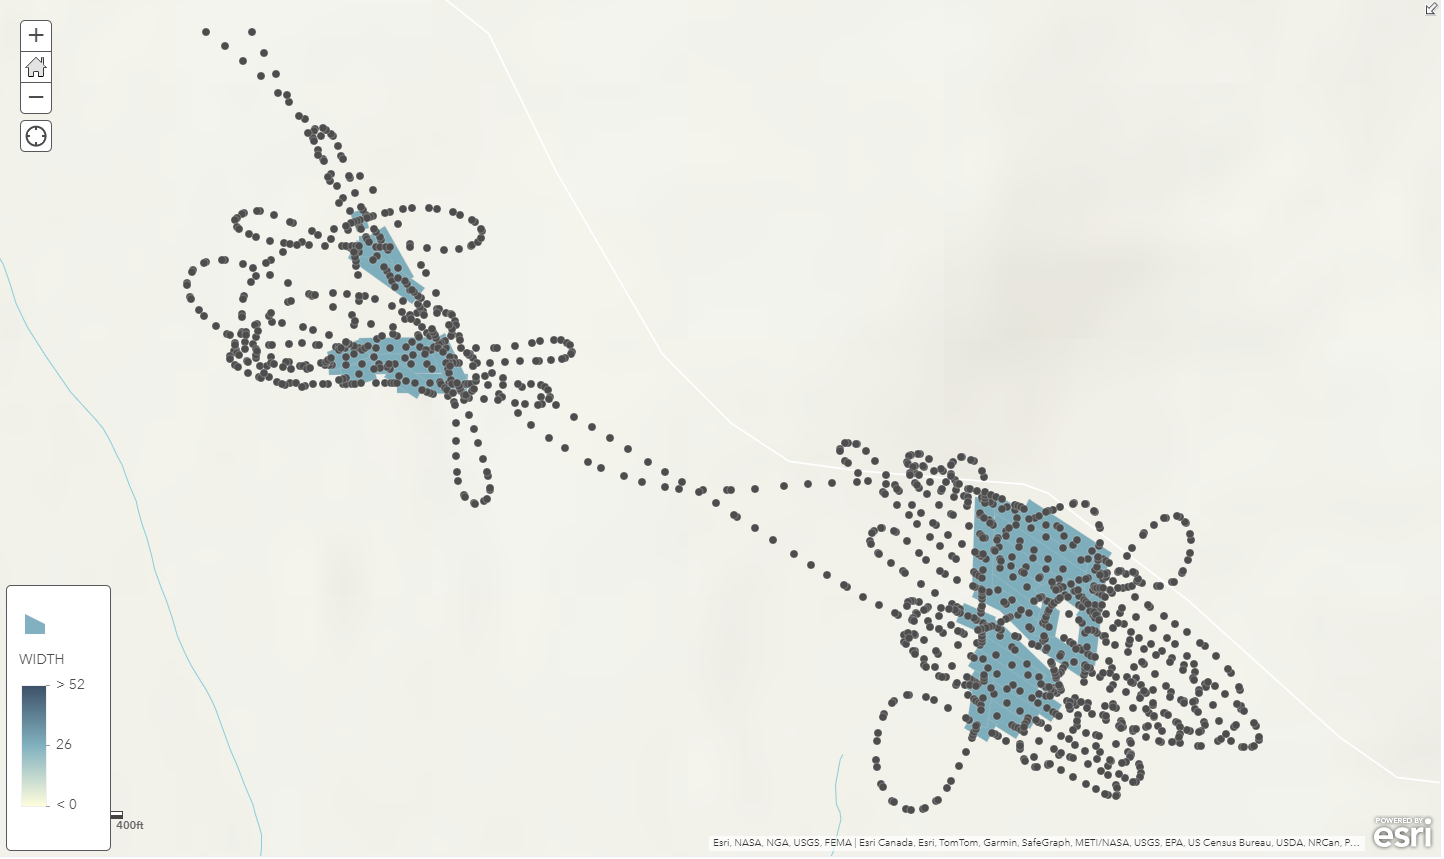 +
−
WIDTH
> 52
26
< 0
400ft
Esri, NASA, NGA, USGS, FEMA | Esri Canada, Esri, TomTom, Garmin, SafeGraph, METI/NASA, USGS, EPA, US Census Bureau, USDA, NRCan, P...
POWERED BY
esri